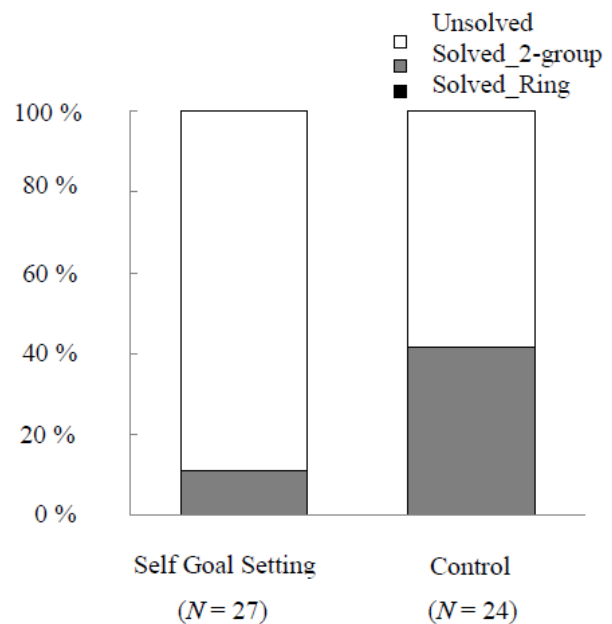 Unsolved
Solved_2-group
Solved_Ring
100 %
80 %
60 %
40 %
20 %
0 %
Self Goal Setting Control
(N = 27) (N = 24)